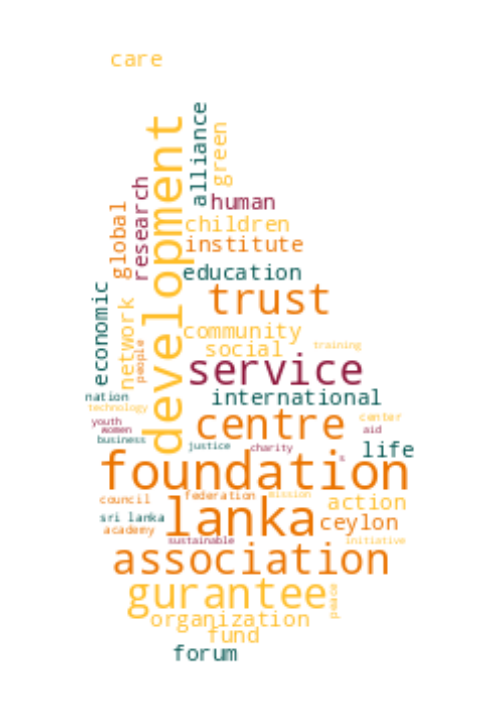 care
alliance
green
development
research
human
global
children
institute
education
economic
trust
network
community
people
social
training
service
nation
international
technology
centre
center
youth
women
aid
business
justice
charity
life
s
foundation
council
federation
mission
action
lanka
sri lanka
ceylon
academy
sustainable
initiative
association
gurantee
peace
organization
fund
forum